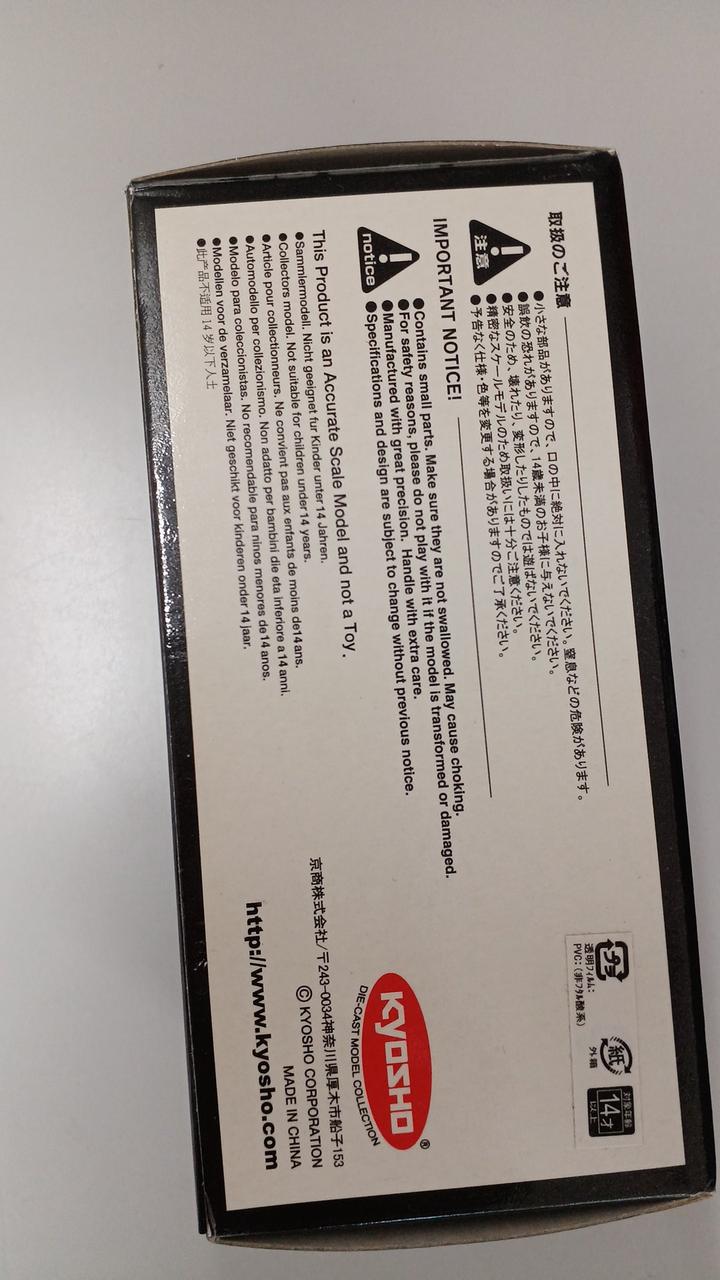 取扱のご注意
注意
●小さな部品がありますので、口の中に絶対に入れないでください。窒息などの危険があります。
●誤飲の恐れがありますので、14歳未満のお子様に与えないでください。
●安全のため、壊れたり、変形したりしたものでは遊ばないでください。
●精密なスケールモデルのため取扱いには十分ご注意ください。
●予告なく仕様・色等を変更する場合がありますのでご了承ください。
IMPORTANT NOTICE!
notice
●Contains small parts. Make sure they are not swallowed. May cause choking.
●For safety reasons, please do not play with it if the model is transformed or damaged.
●Manufactured with great precision. Handle with extra care.
●Specifications and design are subject to change without previous notice.
This Product is an Accurate Scale Model and not a Toy.
●Sammlermodell. Nicht geeignet fur Kinder unter 14 Jahren.
●Collectors model. Not suitable for children under 14 years.
●Article pour collectionneurs. Ne convient pas aux enfants de moins de14 ans.
●Automodello per collezionismo. Non adatto per bambini die eta inferiore a 14 anni.
●Modelo para coleccionistas. No recomendable para ninos menores de 14 anos.
●Modellen voor de verzamelaar. Niet geschikt voor kinderen onder 14 jaar.
●此产品不适用 14 岁以下人士
プラ
透明フィルム:
PVC:(非フタル酸系)
紙
外箱
対象年齢
14才
以上
KYOSHO®
DIE-CAST MODEL COLLECTION
京商株式会社/〒243-0034神奈川県厚木市船子153
© KYOSHO CORPORATION
MADE IN CHINA
http://www.kyosho.com